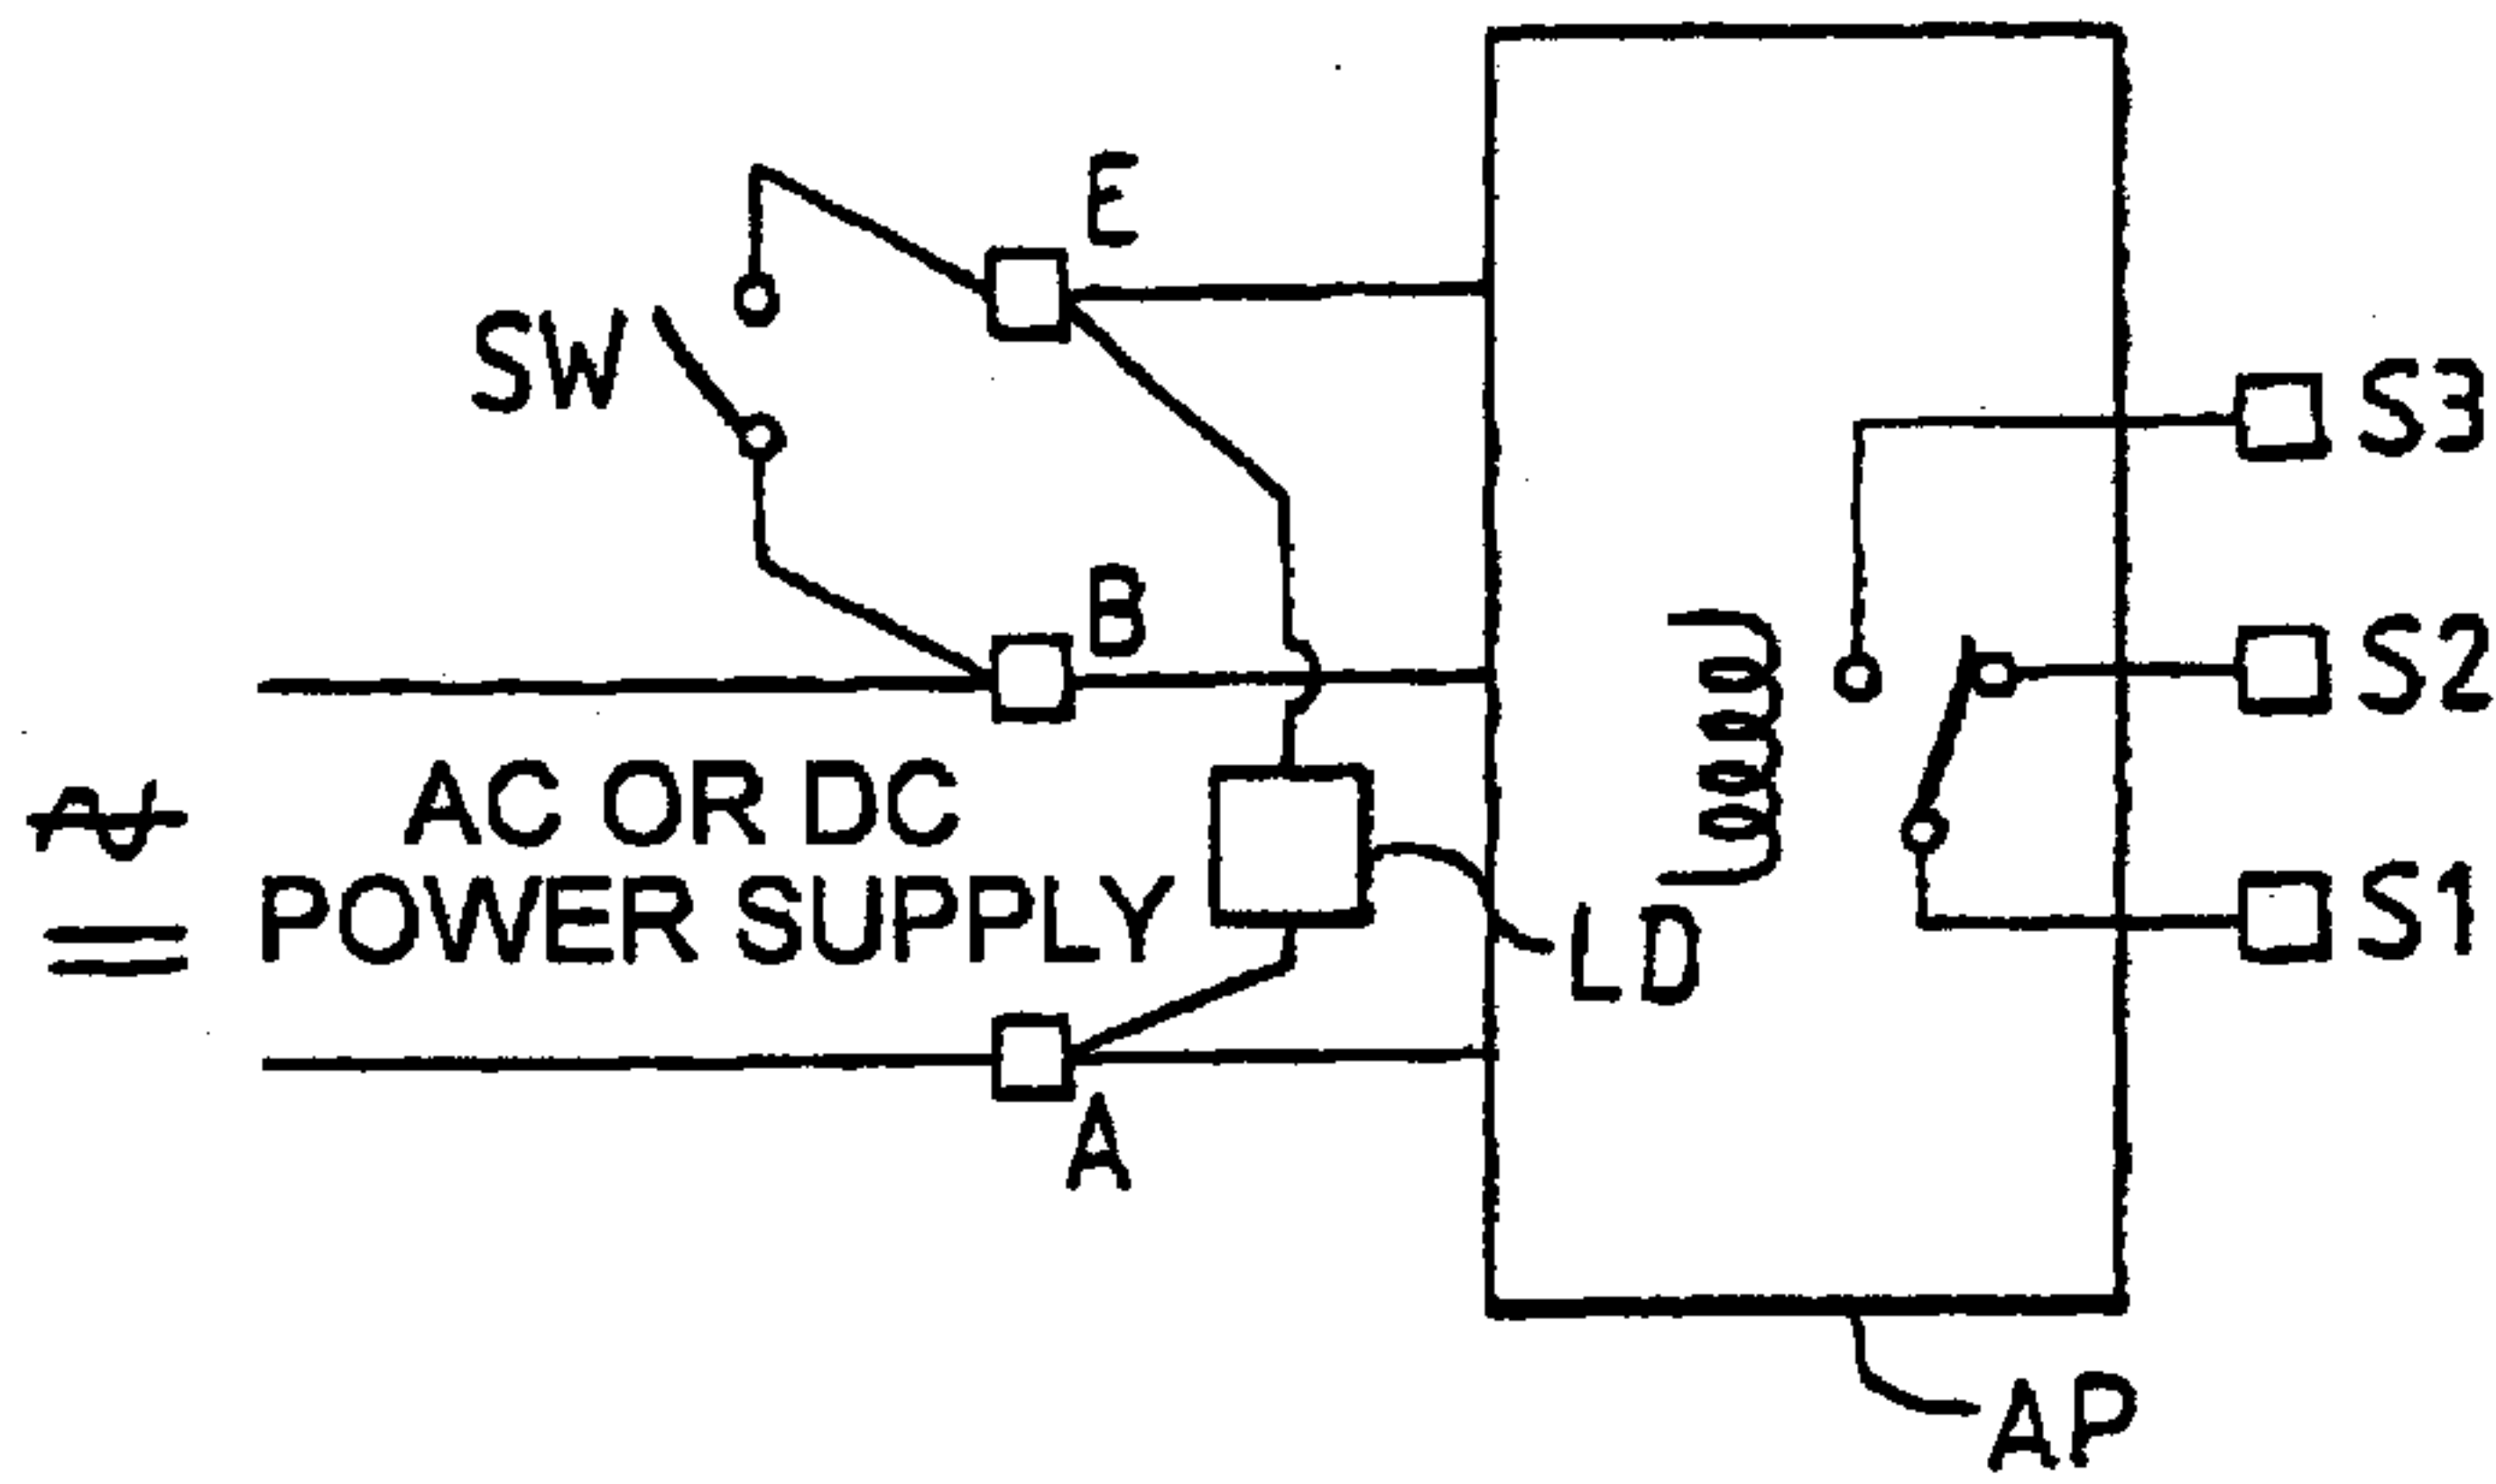 E
SW
S3
B
S2
AC OR DC
POWER SUPPLY
S1
LD
A
AP